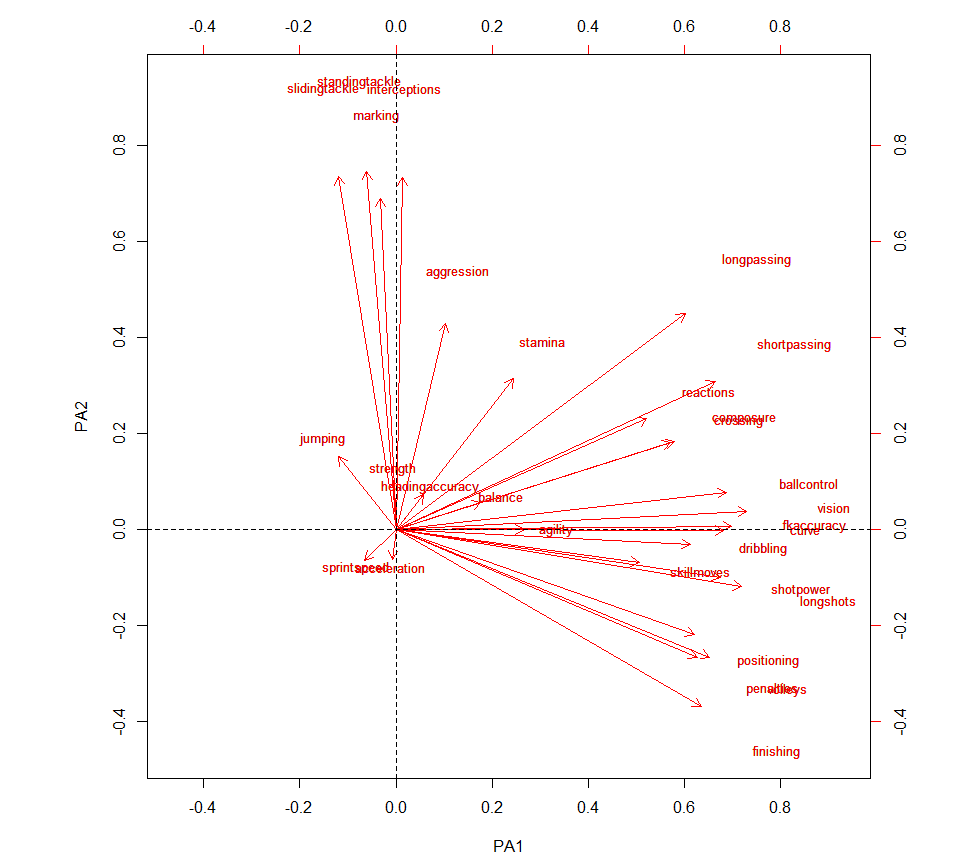 -0.4 -0.2 0.0 0.2 0.4 0.6 0.8
standingtackle
slidingtackle interceptions
marking
0.8 0.8
0.6 0.6
longpassing
aggression
0.4 0.4
stamina shortpassing
reactions
PA2
composure
crossing
0.2 0.2
jumping
strength
headingaccuracy ballcontrol
balance
vision
fkaccuracy
0.0 agility curve 0.0
dribbling
sprintspeed acceleration skillmoves
shotpower
longshots
-0.2 -0.2
positioning
penalties volleys
-0.4 -0.4
finishing
-0.4 -0.2 0.0 0.2 0.4 0.6 0.8
PA1